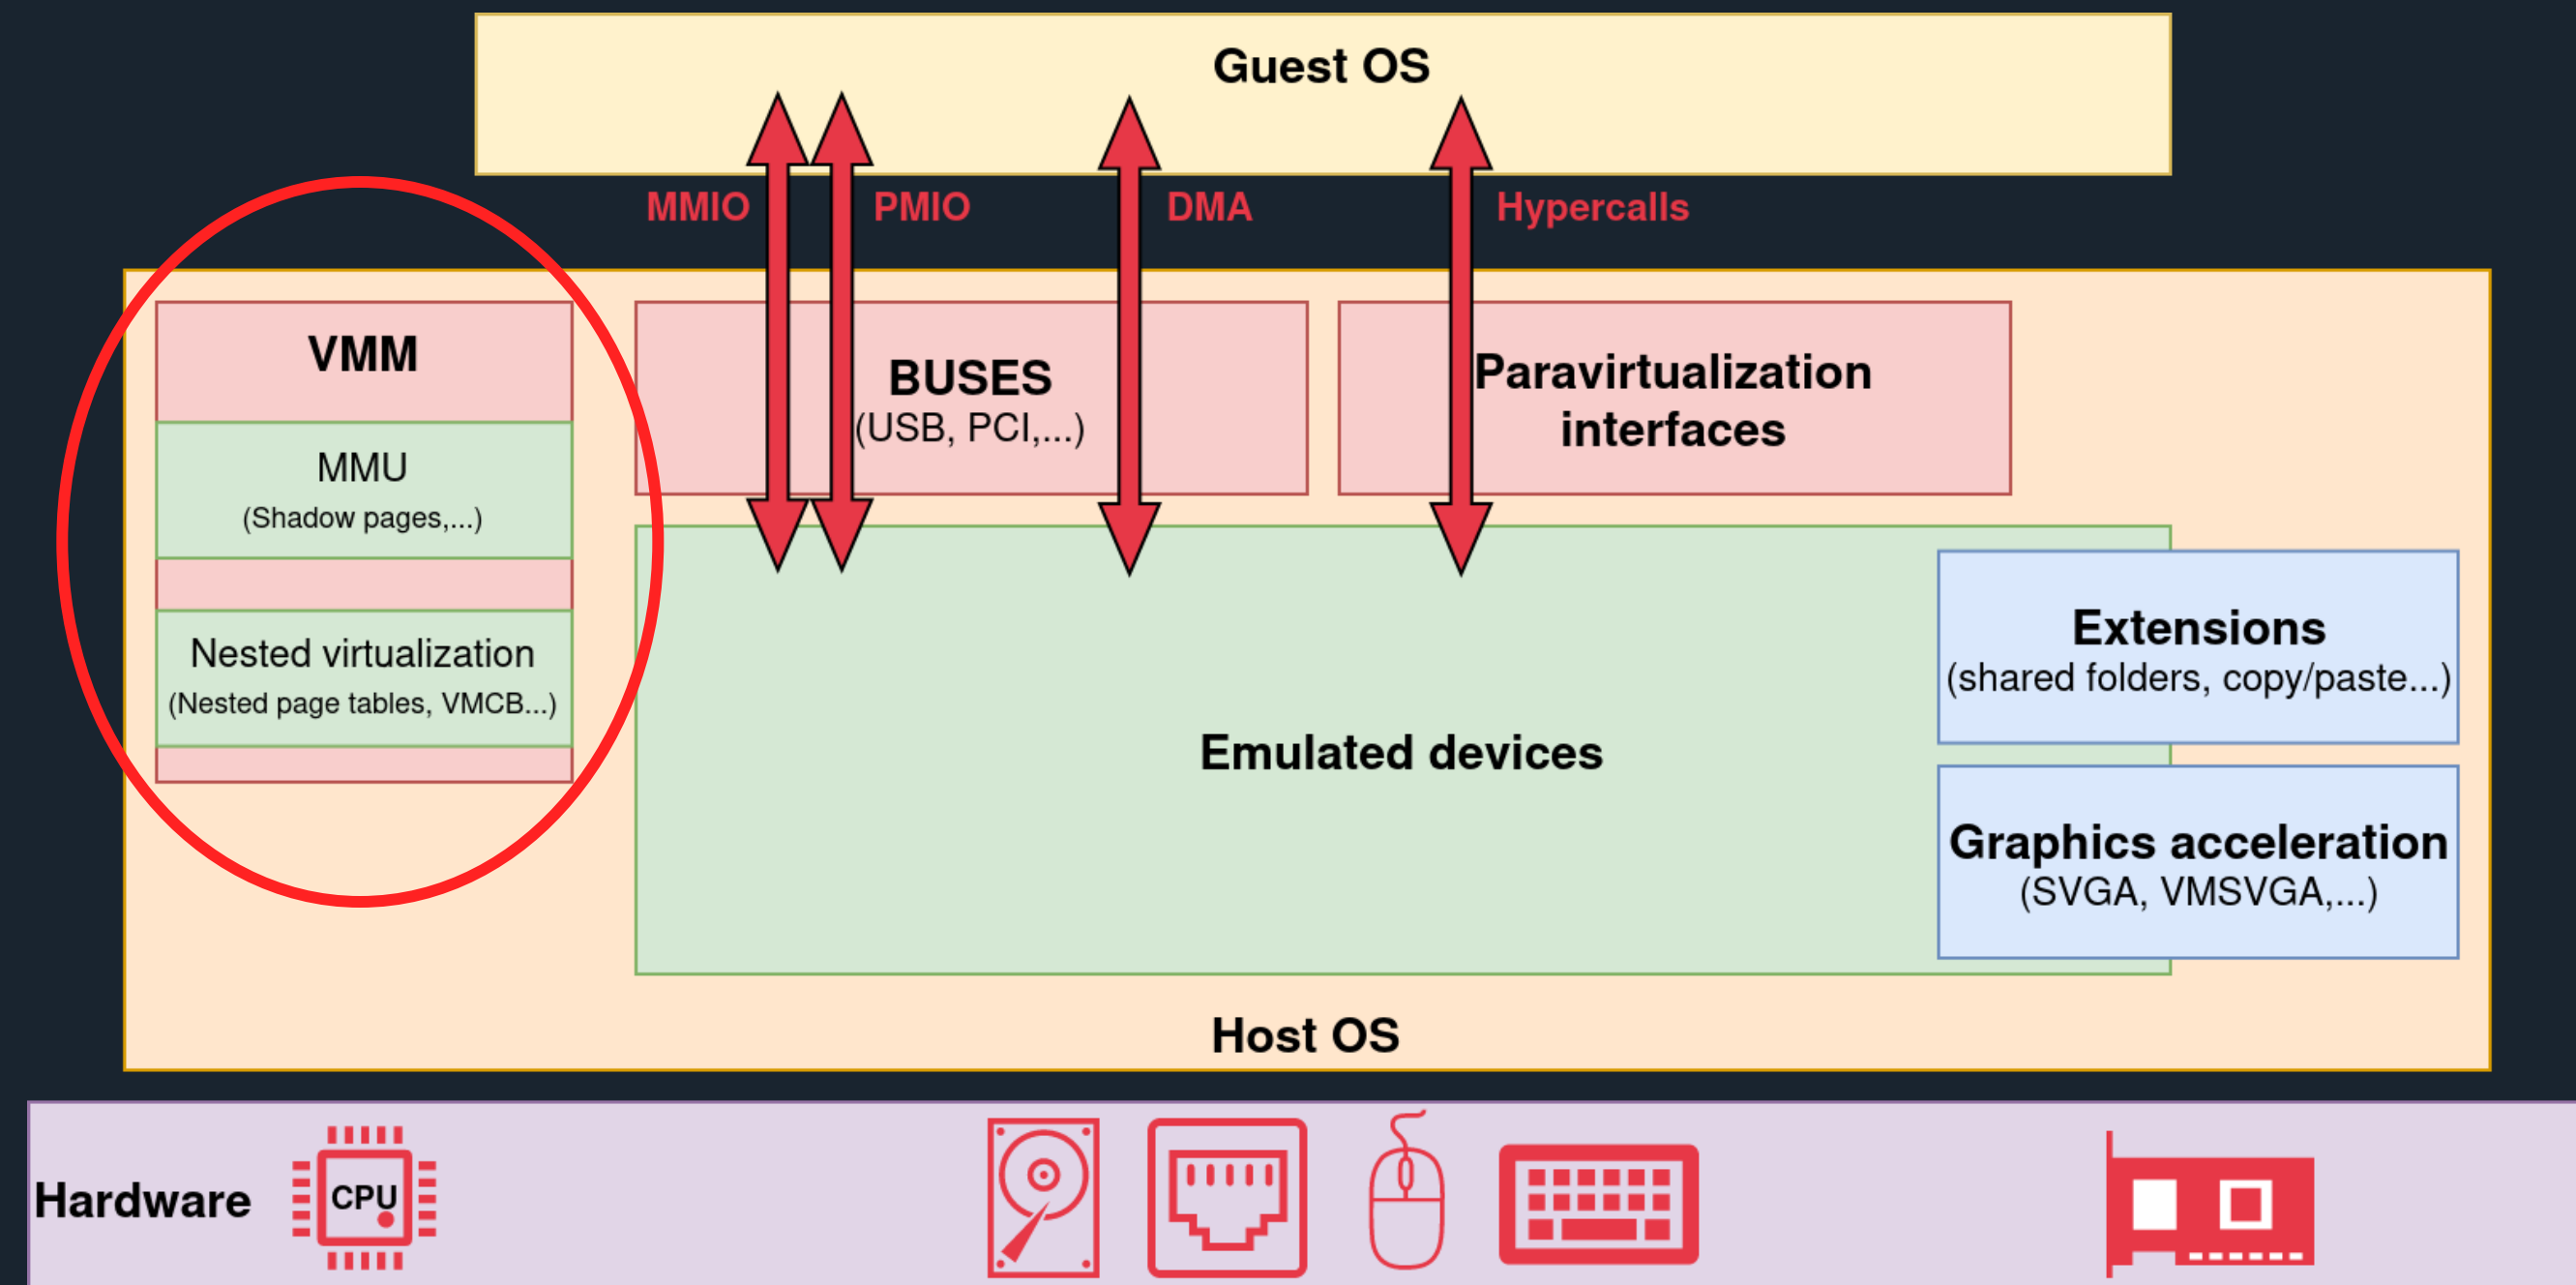 Guest OS
MMIO
PMIO
DMA
Hypercalls
VMM
MMU
(Shadow pages,...)
Nested virtualization
(Nested page tables, VMCB...)
BUSES
(USB, PCI,...)
Paravirtualization
interfaces
Emulated devices
Extensions
(shared folders, copy/paste...)
Graphics acceleration
(SVGA, VMSVGA,...)
Host OS
Hardware
CPU